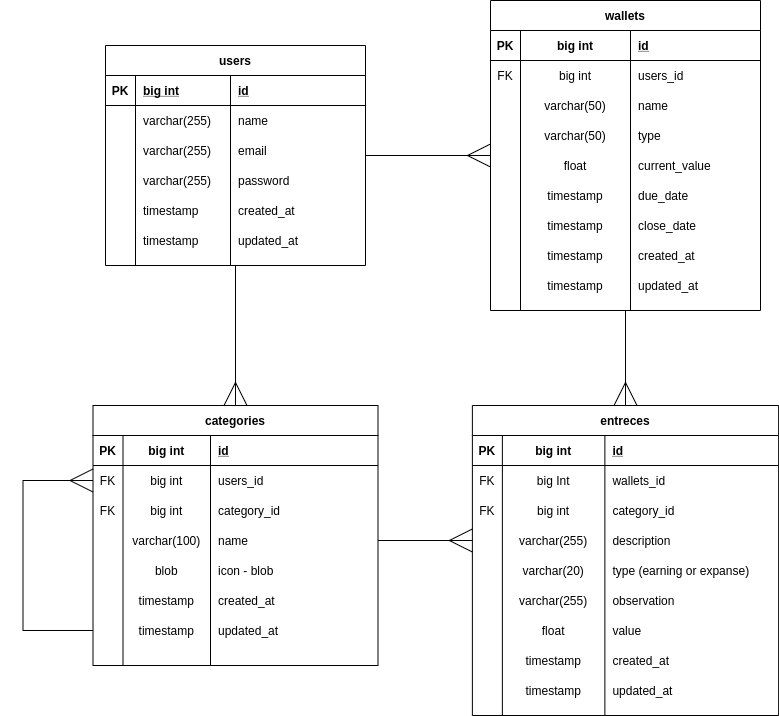 users
PK big int id
varchar(255) name
varchar(255) email
varchar(255) password
timestamp created_at
timestamp updated_at
wallets
PK big int id
FK big int users_id
varchar(50) name
varchar(50) type
float current_value
timestamp due_date
timestamp close_date
timestamp created_at
timestamp updated_at
categories
PK big int id
FK big int users_id
FK big int category_id
varchar(100) name
blob icon - blob
timestamp created_at
timestamp updated_at
entreces
PK big int id
FK big Int wallets_id
FK big int category_id
varchar(255) description
varchar(20) type (earning or expanse)
varchar(255) observation
float value
timestamp created_at
timestamp updated_at